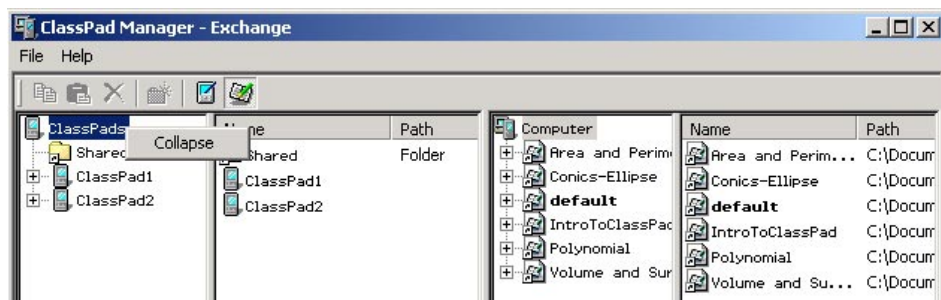 ClassPad Manager - Exchange
File Help
ClassPads
Collapse
Shared
ClassPad1
ClassPad2
Path
Shared Folder
ClassPad1
ClassPad2
Computer
Area and Perim
Conics-Ellipse
default
IntroToClassPad
Polynomial
Volume and Sur
Name Path
Area and Perim... C:\Docum
Conics-Ellipse C:\Docum
default C:\Docum
IntroToClassPad C:\Docum
Polynomial C:\Docum
Volume and Su... C:\Docum